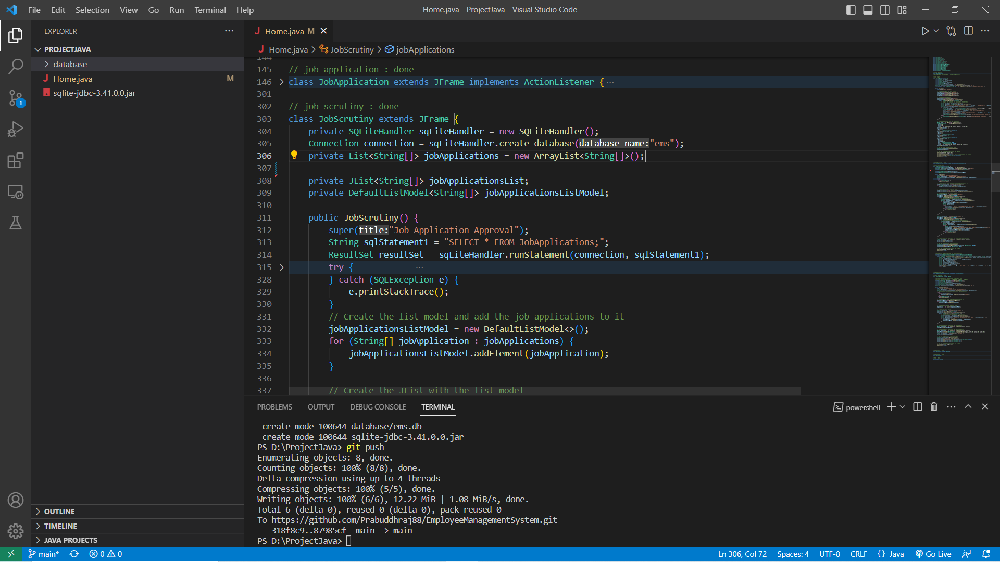 File Edit Selection View Go Run Terminal Help
Home.java - ProjectJava - Visual Studio Code
EXPLORER
PROJECTJAVA
database
Home.java M
sqlite-jdbc-3.41.0.0.jar
OUTLINE
TIMELINE
JAVA PROJECTS
1
Home.java M
Home.java > JobScrutiny > jobApplications
144
145 // job application : done
146 class JobApplication extends JFrame implements ActionListener { ···
301
302 // job scrutiny : done
303 class JobScrutiny extends JFrame {
304 private SQLiteHandler sqLiteHandler = new SQLiteHandler();
305 Connection connection = sqLiteHandler.create_database(database_name:"ems");
306 private List<String[]> jobApplications = new ArrayList<String[]>();
307
308 private JList<String[]> jobApplicationsList;
309 private DefaultListModel<String[]> jobApplicationsListModel;
310
311 public JobScrutiny() {
312 super(title:"Job Application Approval");
313 String sqlStatement1 = "SELECT * FROM JobApplications;";
314 ResultSet resultSet = sqLiteHandler.runStatement(connection, sqlStatement1);
315 try { ···
328 } catch (SQLException e) {
329 e.printStackTrace();
330 }
331 // Create the list model and add the job applications to it
332 jobApplicationsListModel = new DefaultListModel<>();
333 for (String[] jobApplication : jobApplications) {
334 jobApplicationsListModel.addElement(jobApplication);
335 }
336
337 // Create the JList with the list model
PROBLEMS OUTPUT DEBUG CONSOLE TERMINAL
powershell
create mode 100644 database/ems.db
create mode 100644 sqlite-jdbc-3.41.0.0.jar
PS D:\ProjectJava> git push
Enumerating objects: 8, done.
Counting objects: 100% (8/8), done.
Delta compression using up to 4 threads
Compressing objects: 100% (5/5), done.
Writing objects: 100% (6/6), 12.22 MiB | 1.08 MiB/s, done.
Total 6 (delta 0), reused 0 (delta 0), pack-reused 0
To https://github.com/Prabuddhraj88/EmployeeManagementSystem.git
318f8c9..87985cf main -> main
PS D:\ProjectJava>
main* 0 0
Ln 306, Col 72 Spaces: 4 UTF-8 CRLF {} Java Go Live